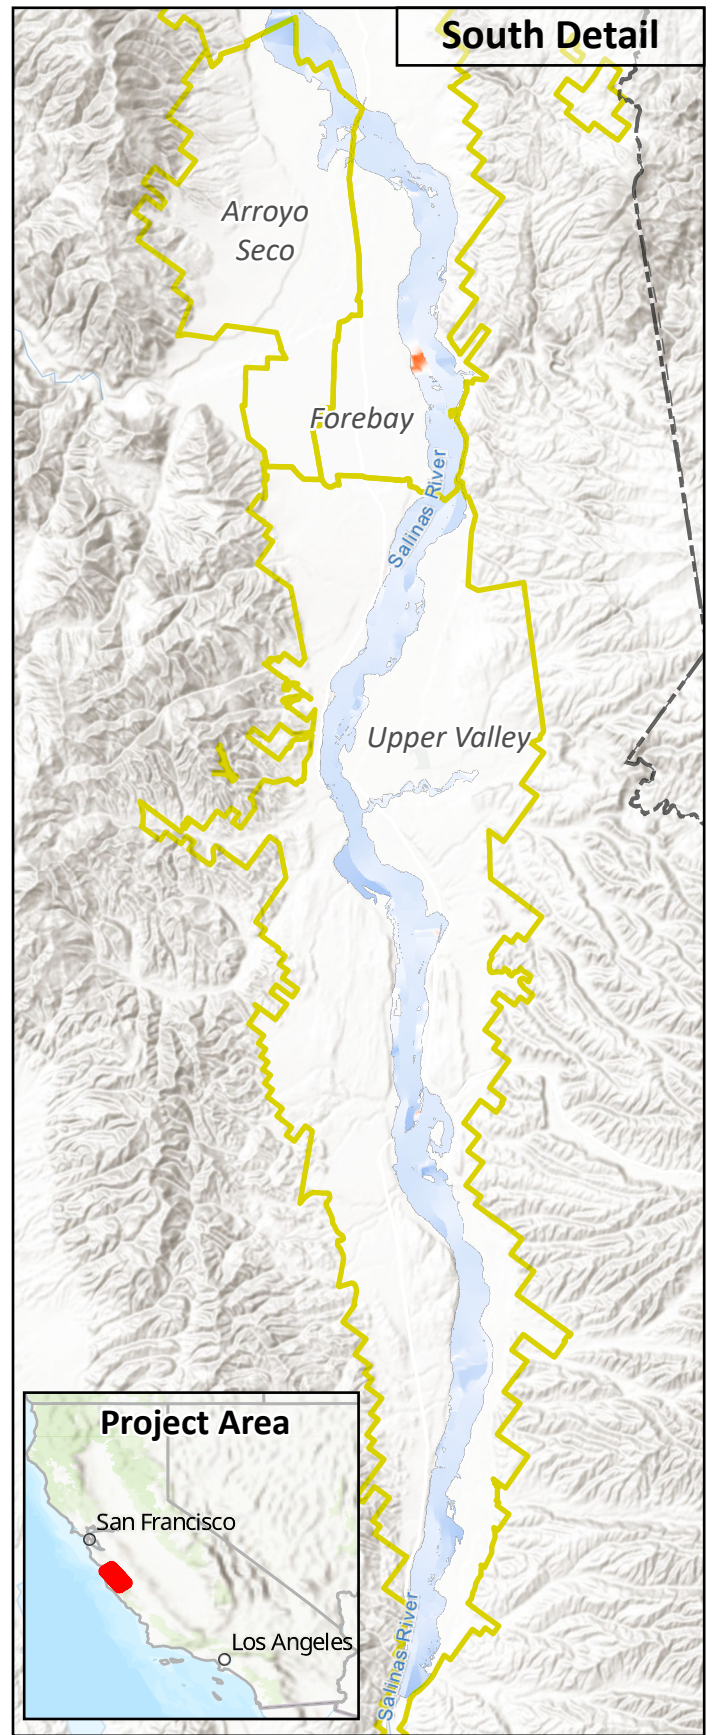 South Detail
Arroyo
Seco
Forebay
Salinas River
Upper Valley
Project Area
San Francisco
Los Angeles
Salinas River